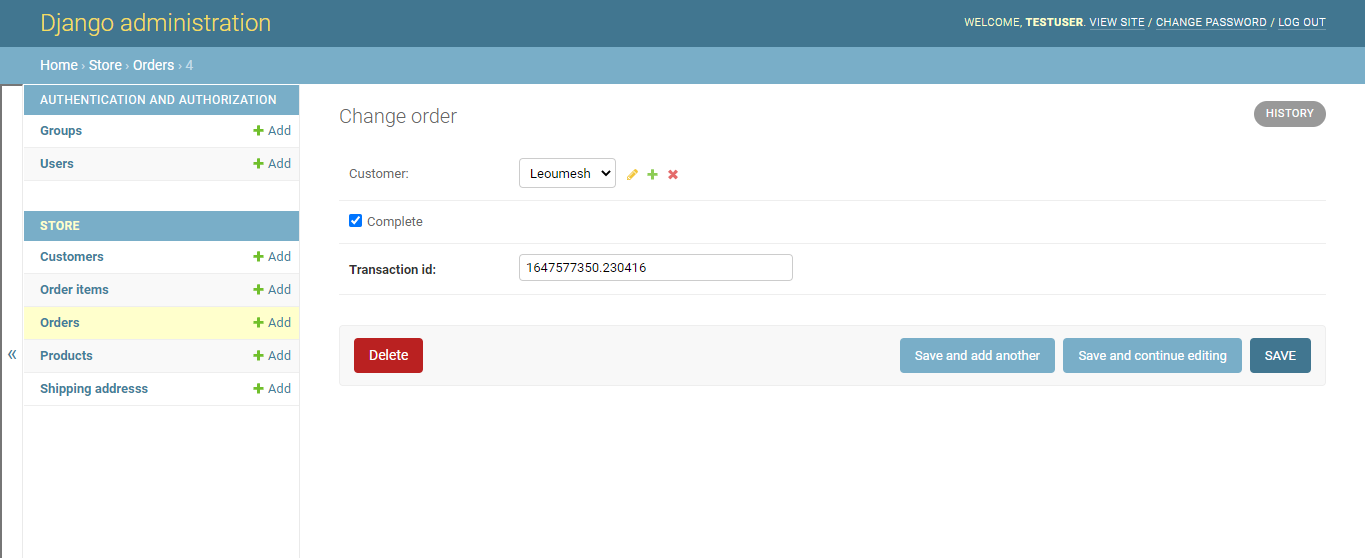 Django administration
WELCOME, TESTUSER. VIEW SITE / CHANGE PASSWORD / LOG OUT
Home › Store › Orders › 4
AUTHENTICATION AND AUTHORIZATION
Groups + Add
Users + Add
STORE
Customers + Add
Order items + Add
Orders + Add
Products + Add
Shipping addresss + Add
«
Change order
HISTORY
Customer: Leoumesh
Complete
Transaction id: 1647577350.230416
Delete Save and add another Save and continue editing SAVE